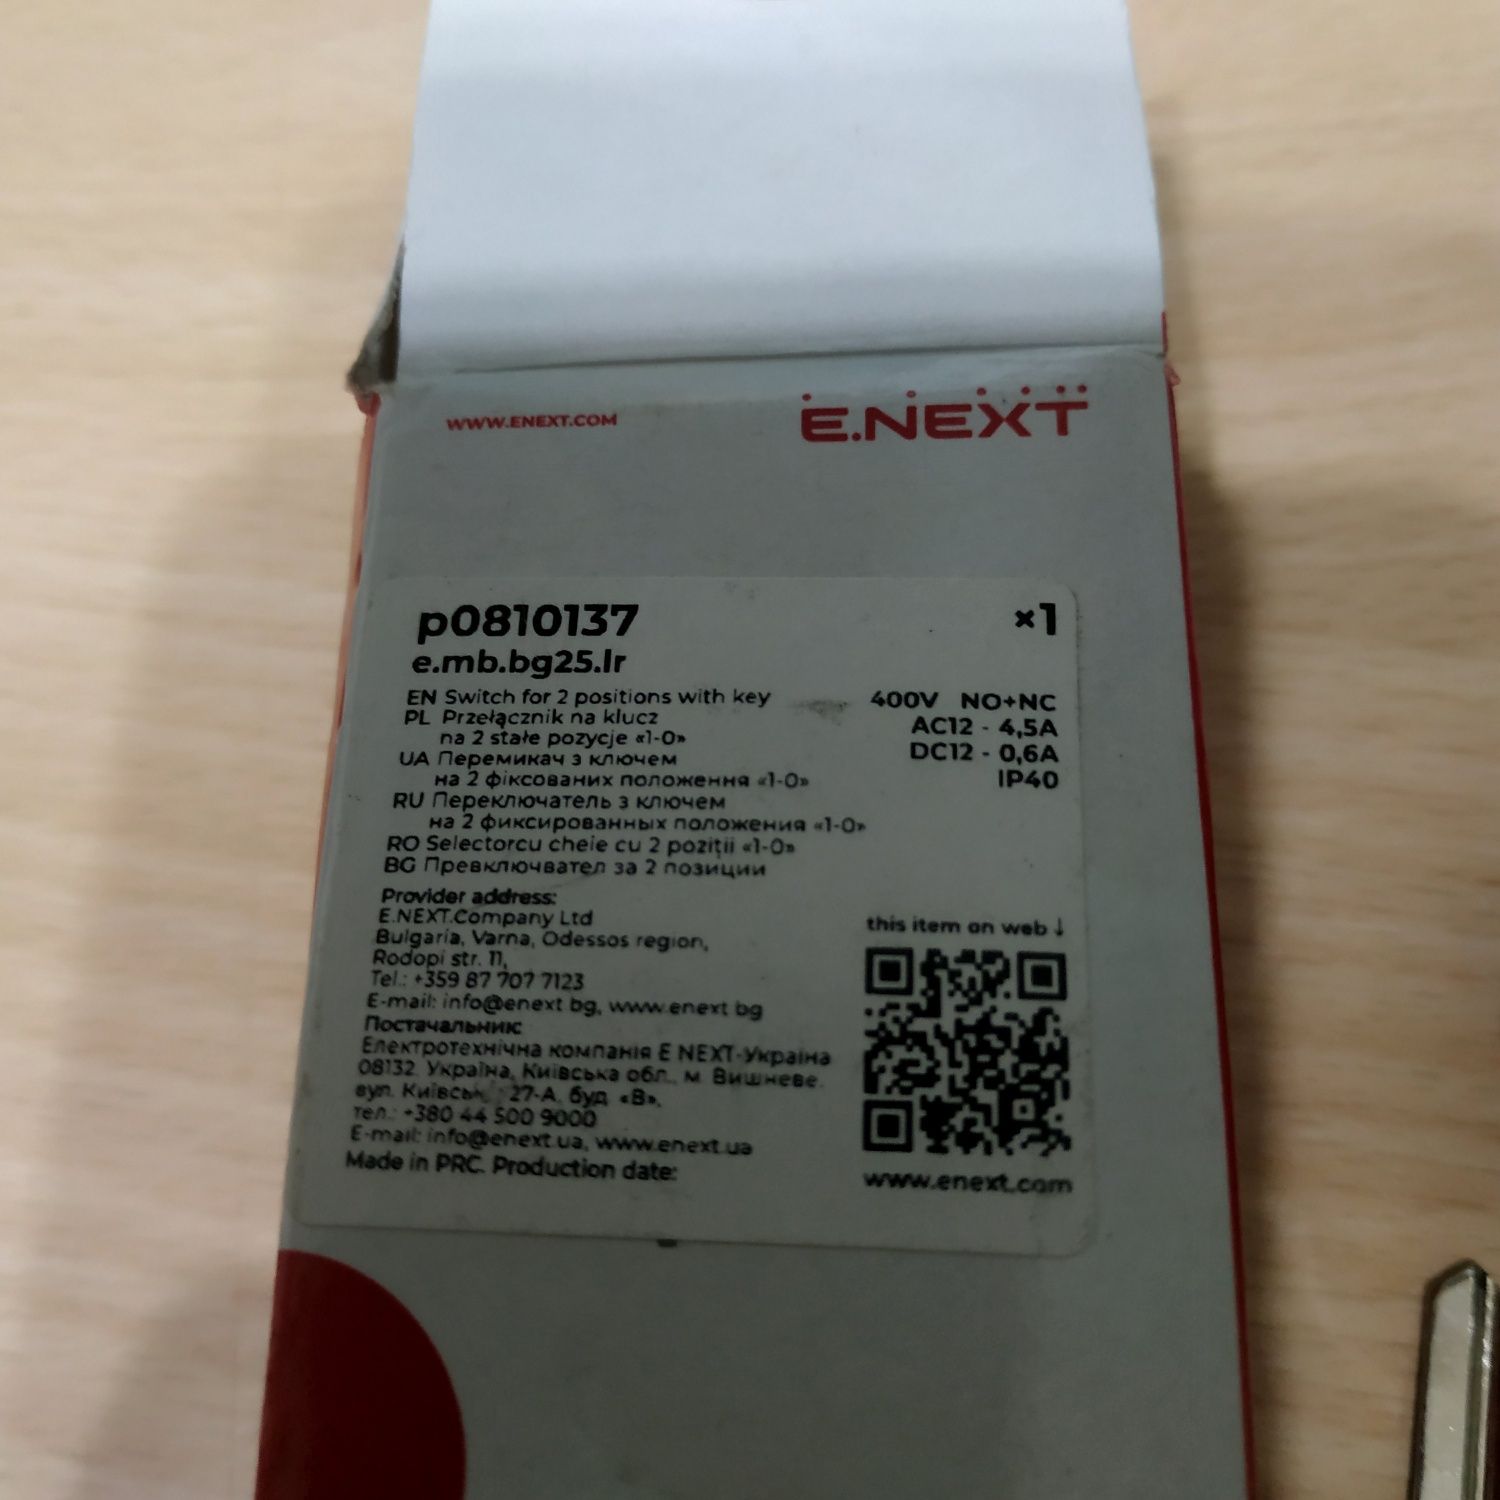 WWW.ENEXT.COM
E.NEXT
p0810137
×1
e.mb.bg25.lr
EN Switch for 2 positions with key
400V NO+NC
PL Przełącznik na klucz
AC12 - 4,5A
na 2 stałe pozycje «1-0»
DC12 - 0,6A
UA Перемикач з ключем
IP40
на 2 фіксованих положення «1-0»
RU Переключатель з ключем
на 2 фиксированных положения «1-0»
RO Selectorcu cheie cu 2 poziții «1-0»
BG Превключвател за 2 позиции
Provider address:
E.NEXT.Company Ltd
Bulgaria, Varna, Odessos region,
Rodopi str. 11,
Tel.: +359 87 707 7123
E-mail: info@enext.bg, www.enext.bg
Постачальник:
Електротехнічна компанія E.NEXT-Україна
08132. Україна, Київська обл., м. Вишневе,
вул. 27-А, буд. «В»,
тел.: +380 44 500 9000
E-mail: info@enext.ua, www.enext.ua
Made in PRC. Production date:
this item on web ↓
www.enext.com